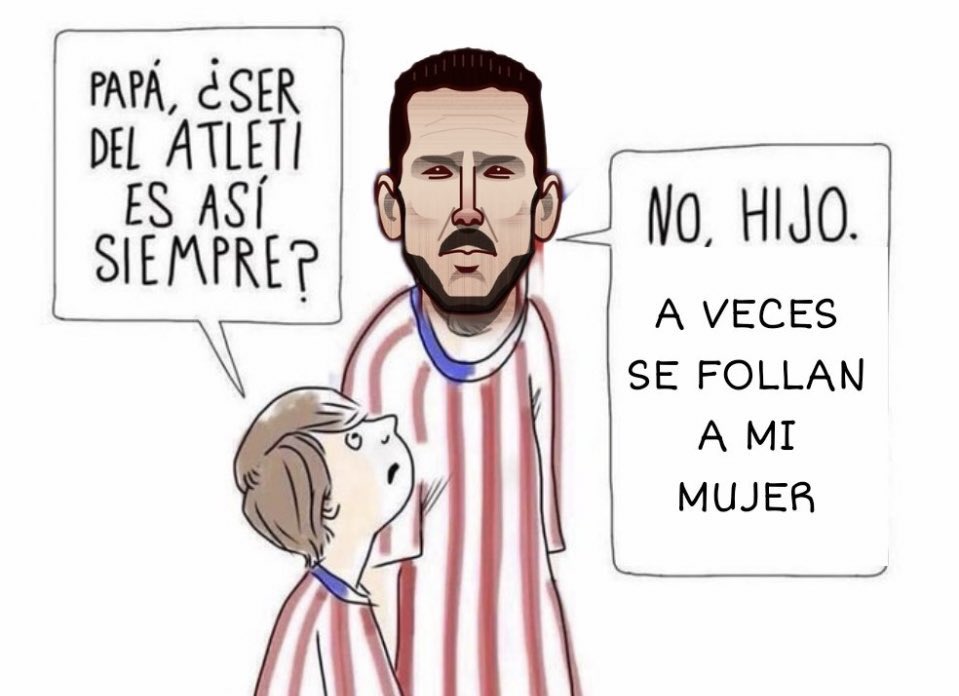 PAPÁ, ¿SER
DEL ATLETI
ES ASÍ
SIEMPRE?
NO, HIJO.
A VECES
SE FOLLAN
A MI
MUJER